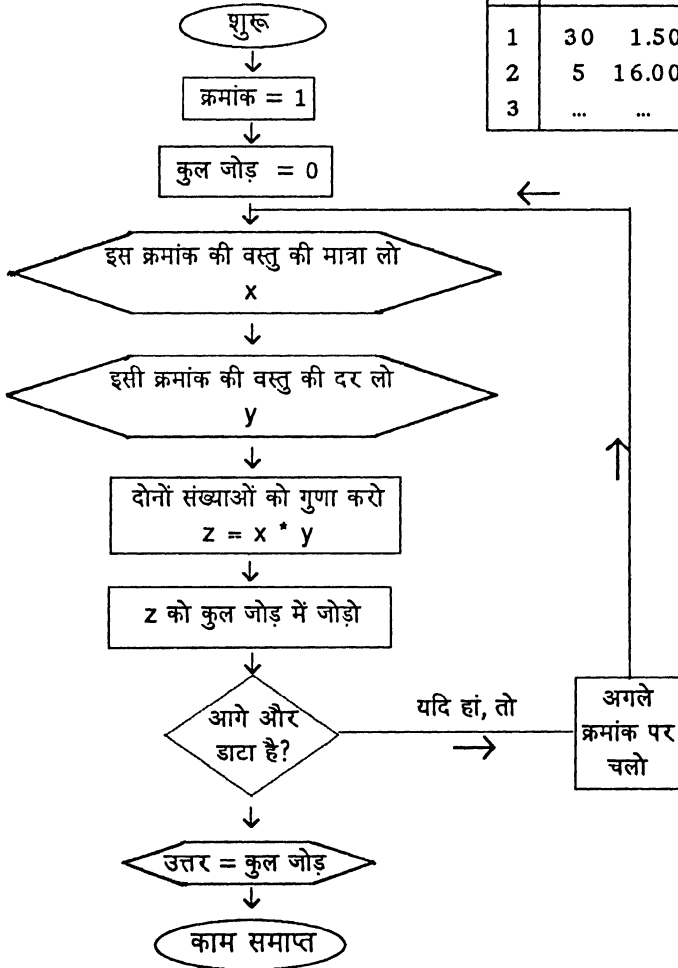 शुरू
1 30 1.50
2 5 16.00
3 ... ...
क्रमांक = 1
कुल जोड़ = 0
इस क्रमांक की वस्तु की मात्रा लो
x
इसी क्रमांक की वस्तु की दर लो
y
दोनों संख्याओं को गुणा करो
z = x * y
z को कुल जोड़ में जोड़ो
आगे और
डाटा है?
यदि हां, तो
अगले
क्रमांक पर
चलो
उत्तर = कुल जोड़
काम समाप्त